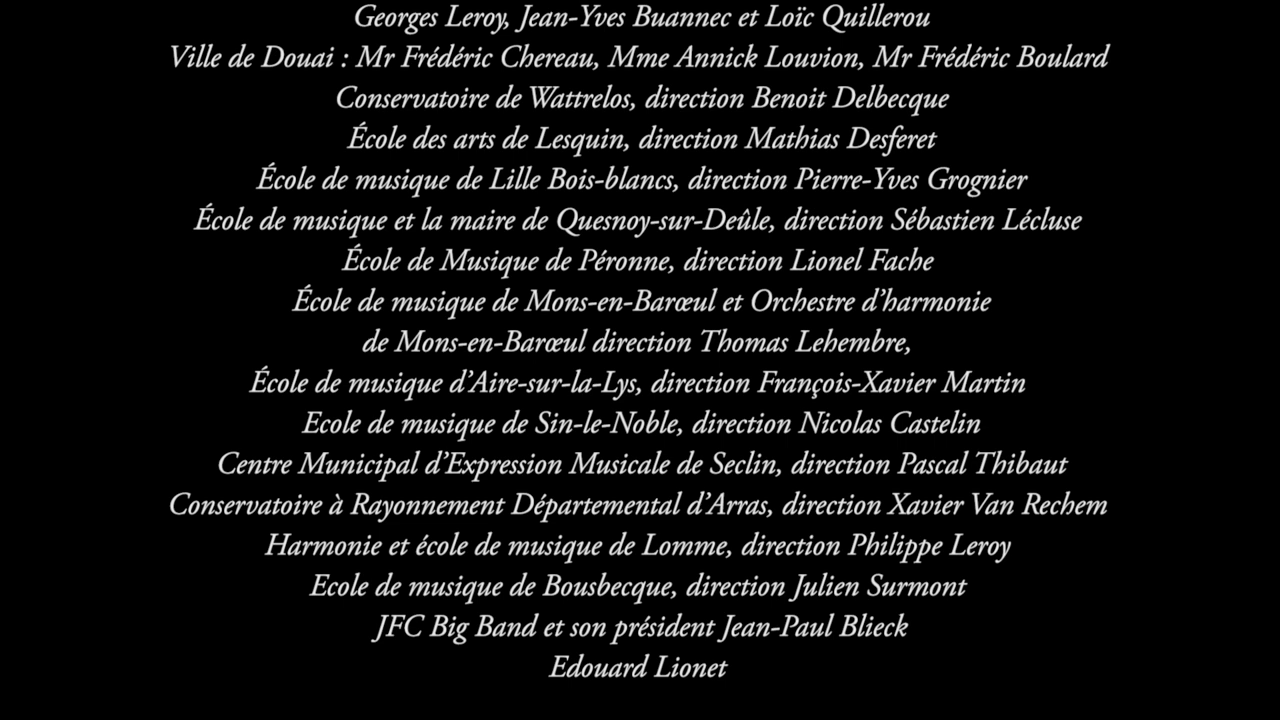 Georges Leroy, Jean-Yves Buannec et Loïc Quillerou
Ville de Douai : Mr Frédéric Chereau, Mme Annick Louvion, Mr Frédéric Boulard
Conservatoire de Wattrelos, direction Benoit Delbecque
École des arts de Lesquin, direction Mathias Desferet
École de musique de Lille Bois-blancs, direction Pierre-Yves Grognier
École de musique et la maire de Quesnoy-sur-Deûle, direction Sébastien Lécluse
École de Musique de Péronne, direction Lionel Fache
École de musique de Mons-en-Barœul et Orchestre d’harmonie
de Mons-en-Barœul direction Thomas Lehembre,
École de musique d’Aire-sur-la-Lys, direction François-Xavier Martin
Ecole de musique de Sin-le-Noble, direction Nicolas Castelin
Centre Municipal d’Expression Musicale de Seclin, direction Pascal Thibaut
Conservatoire à Rayonnement Départemental d’Arras, direction Xavier Van Rechem
Harmonie et école de musique de Lomme, direction Philippe Leroy
Ecole de musique de Bousbecque, direction Julien Surmont
JFC Big Band et son président Jean-Paul Blieck
Edouard Lionet